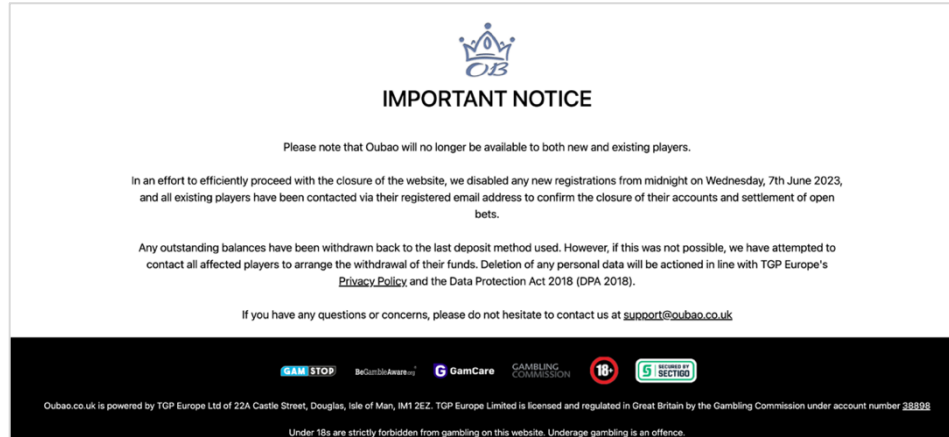 OB
IMPORTANT NOTICE
Please note that Oubao will no longer be available to both new and existing players.
In an effort to efficiently proceed with the closure of the website, we disabled any new registrations from midnight on Wednesday, 7th June 2023,
and all existing players have been contacted via their registered email address to confirm the closure of their accounts and settlement of open
bets.
Any outstanding balances have been withdrawn back to the last deposit method used. However, if this was not possible, we have attempted to
contact all affected players to arrange the withdrawal of their funds. Deletion of any personal data will be actioned in line with TGP Europe's
Privacy Policy and the Data Protection Act 2018 (DPA 2018).
If you have any questions or concerns, please do not hesitate to contact us at support@oubao.co.uk
GAMSTOP BeGambleAware.org GamCare GAMBLING COMMISSION 18+ SECURED BY SECTIGO
Oubao.co.uk is powered by TGP Europe Ltd of 22A Castle Street, Douglas, Isle of Man, IM1 2EZ. TGP Europe Limited is licensed and regulated in Great Britain by the Gambling Commission under account number 38898
Under 18s are strictly forbidden from gambling on this website. Underage gambling is an offence.